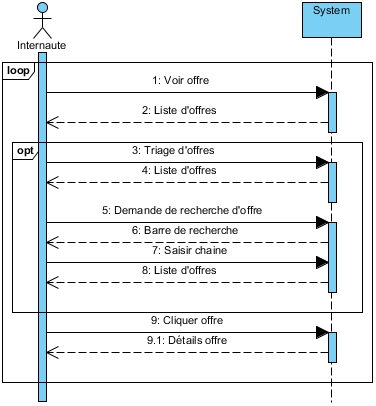 System
Internaute
loop
1: Voir offre
2: Liste d'offres
opt
3: Triage d'offres
4: Liste d'offres
5: Demande de recherche d'offre
6: Barre de recherche
7: Saisir chaine
8: Liste d'offres
9: Cliquer offre
9.1: Détails offre